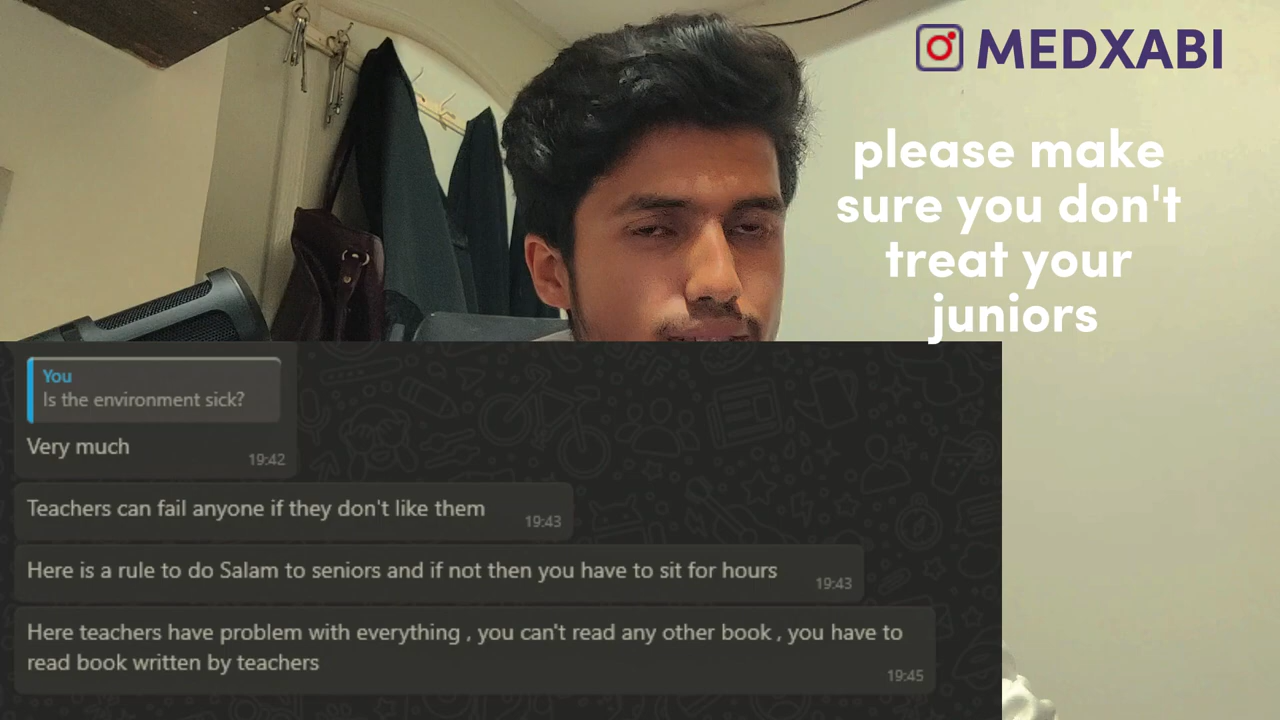 MEDXABI
please make
sure you don't
treat your
juniors
You
Is the environment sick?
Very much
19:42
Teachers can fail anyone if they don't like them
19:43
Here is a rule to do Salam to seniors and if not then you have to sit for hours
19:43
Here teachers have problem with everything , you can't read any other book , you have to
read book written by teachers
19:45